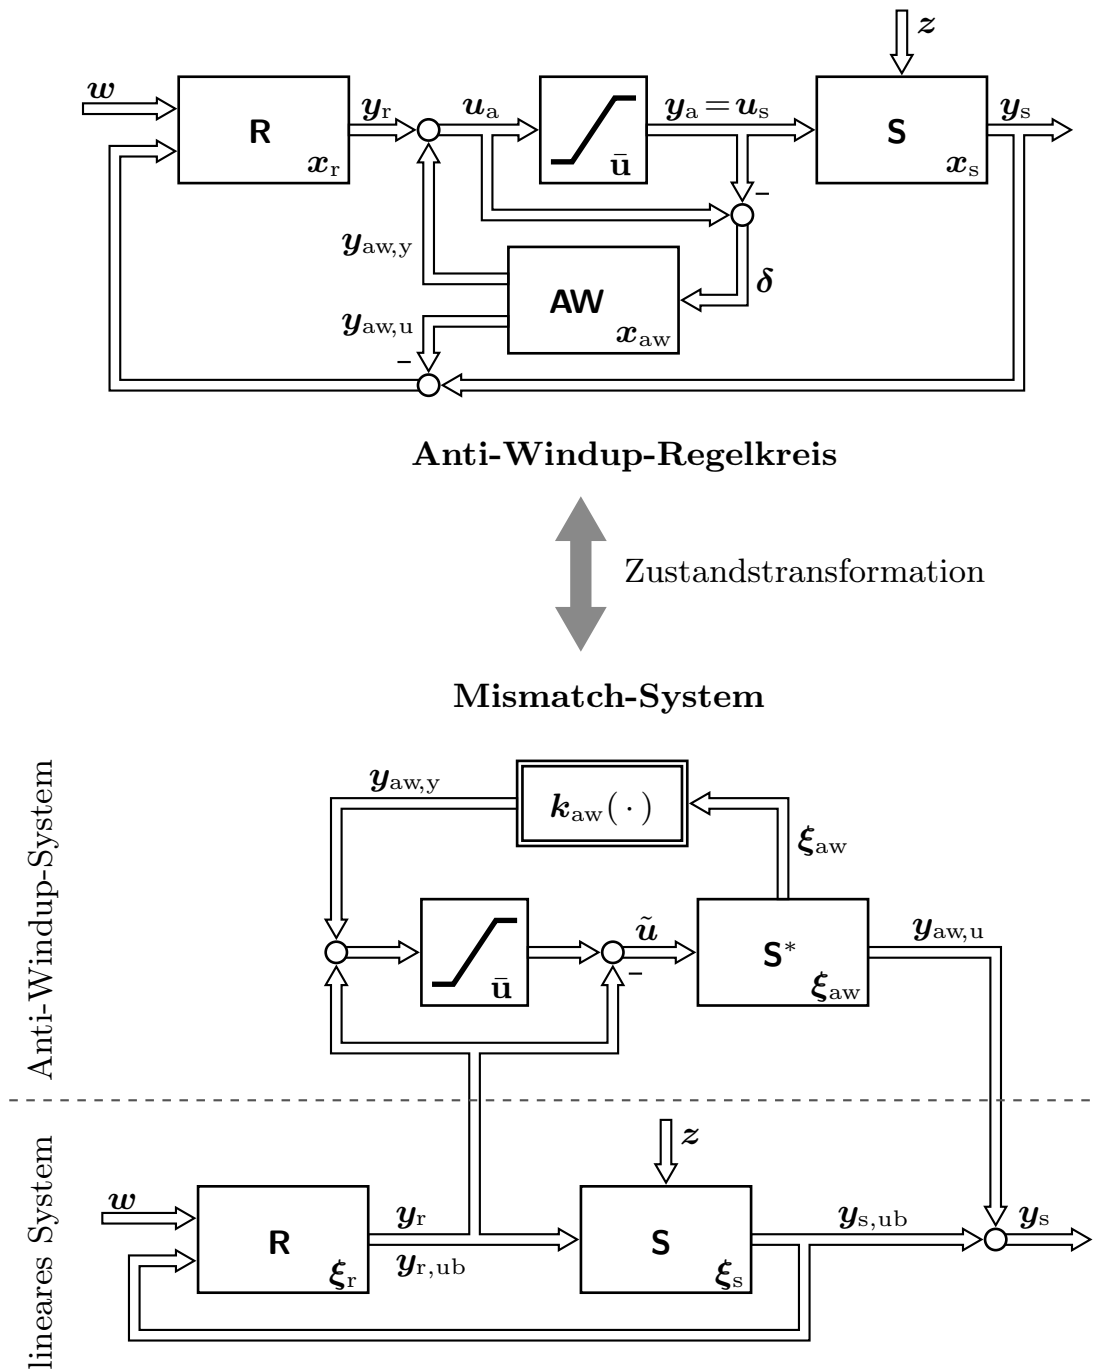 z
w
R
x_r
y_r
u_a
ū
y_a = u_s
S
x_s
y_s
–
y_aw,y
AW
x_aw
δ
y_aw,u
–
Anti-Windup-Regelkreis
Zustandstransformation
Mismatch-System
Anti-Windup-System
y_aw,y
k_aw(·)
ξ_aw
ū
ũ
–
S*
ξ_aw
y_aw,u
lineares System
z
w
R
ξ_r
y_r
y_r,ub
S
ξ_s
y_s,ub
y_s